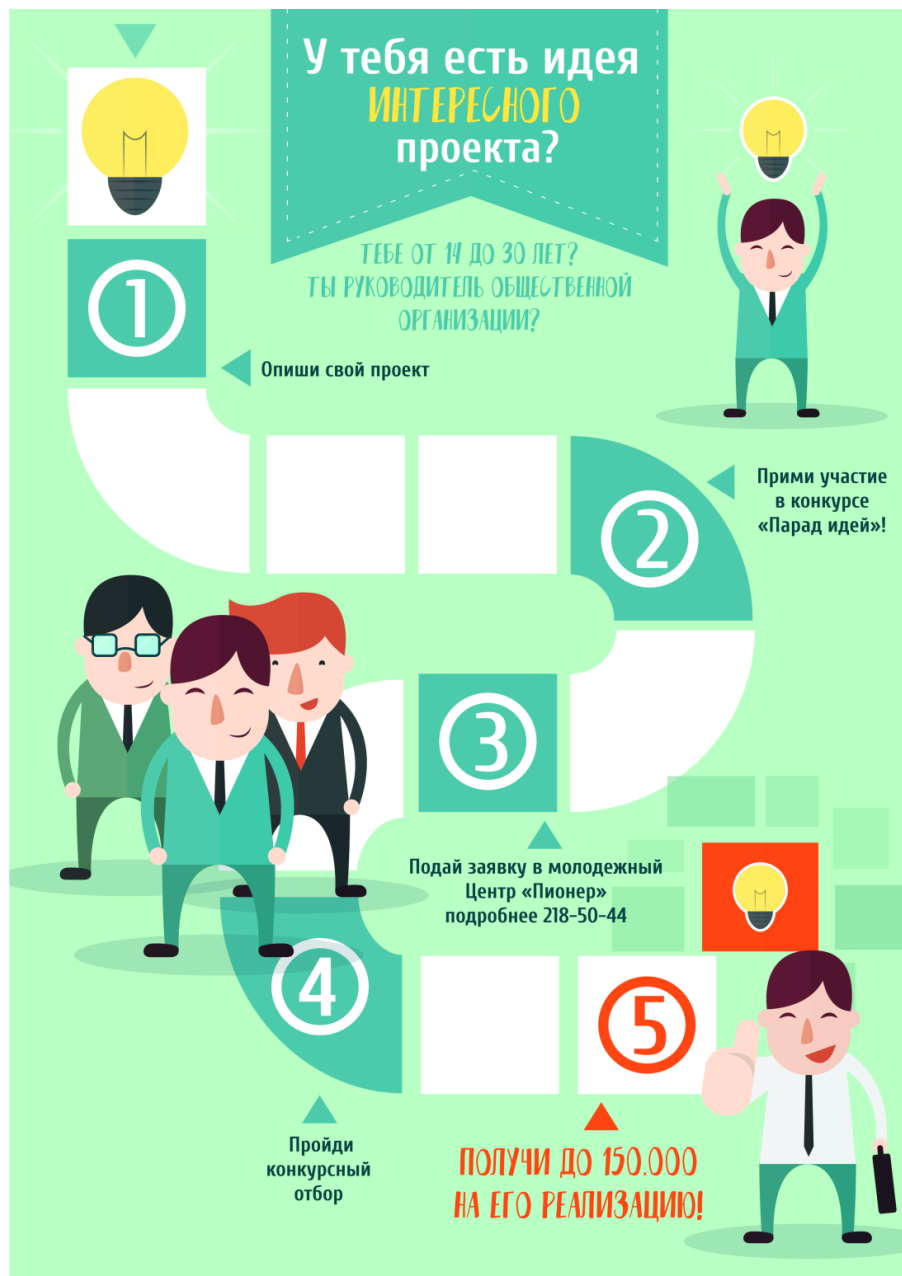 У тебя есть идея
ИНТЕРЕСНОГО
проекта?
ТЕБЕ ОТ 14 ДО 30 ЛЕТ?
ТЫ РУКОВОДИТЕЛЬ ОБЩЕСТВЕННОЙ
ОРГАНИЗАЦИИ?
1
Опиши свой проект
2
Прими участие
в конкурсе
«Парад идей»!
3
Подай заявку в молодежный
Центр «Пионер»
подробнее 218-50-44
4
Пройди
конкурсный
отбор
5
ПОЛУЧИ ДО 150.000
НА ЕГО РЕАЛИЗАЦИЮ!